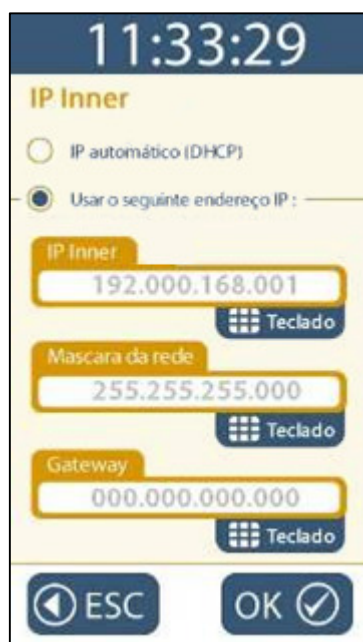 11:33:29
IP Inner
IP automático (DHCP)
Usar o seguinte endereço IP :
IP Inner
192.000.168.001
Teclado
Mascara da rede
255.255.255.000
Teclado
Gateway
000.000.000.000
Teclado
ESC OK